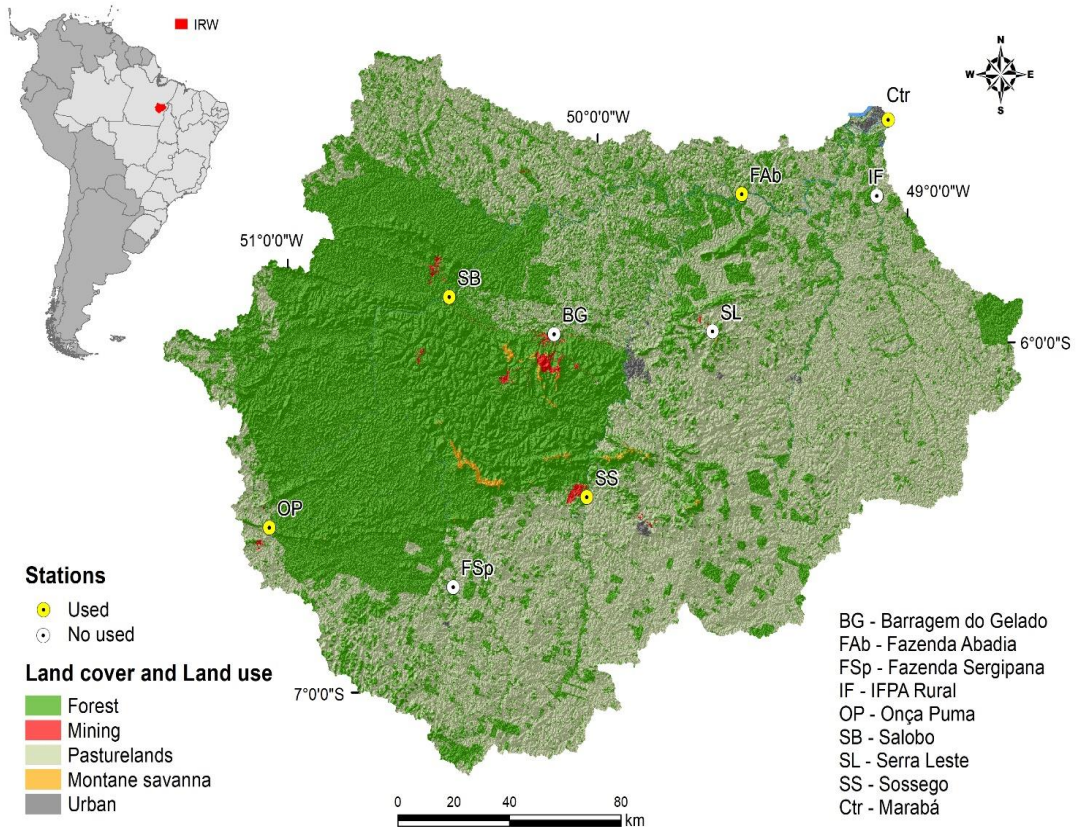 IRW
N
W E
S
Ctr
50°0'0"W
FAb
IF
49°0'0"W
51°0'0"W
SB
BG
SL
6°0'0"S
SS
OP
FSp
7°0'0"S
Stations
Used
No used
Land cover and Land use
Forest
Mining
Pasturelands
Montane savanna
Urban
0 20 40 80
km
BG - Barragem do Gelado
FAb - Fazenda Abadia
FSp - Fazenda Sergipana
IF - IFPA Rural
OP - Onça Puma
SB - Salobo
SL - Serra Leste
SS - Sossego
Ctr - Marabá